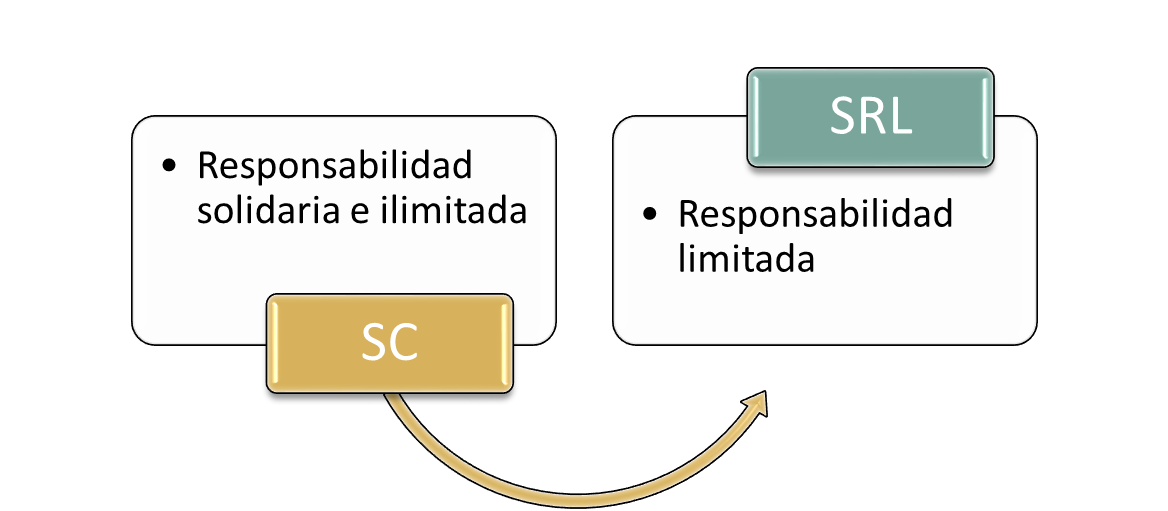 • Responsabilidad
solidaria e ilimitada
SC
SRL
• Responsabilidad
limitada